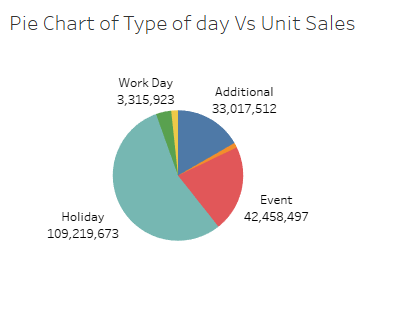 Pie Chart of Type of day Vs Unit Sales
Work Day
3,315,923
Additional
33,017,512
Event
42,458,497
Holiday
109,219,673